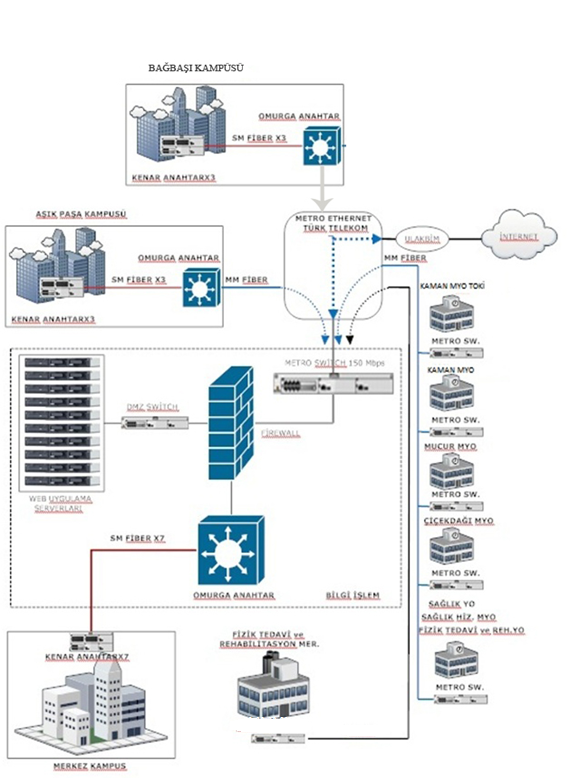 BAĞBAŞI KAMPÜSÜ
OMURGA ANAHTAR
SM FİBER X3
KENAR ANAHTARX3
AŞIK PAŞA KAMPUSÜ
OMURGA ANAHTAR
SM FİBER X3
MM FİBER
KENAR ANAHTARX3
METRO ETHERNET
TÜRK TELEKOM
ULAKBİM
İNTERNET
MM FİBER
KAMAN MYO TOKİ
METRO SW.
KAMAN MYO
METRO SW.
MUCUR MYO
METRO SW.
ÇİÇEKDAĞI MYO
METRO SW.
SAĞLIK YO
SAĞLIK HİZ. MYO
FİZİK TEDAVİ ve REH.YO
METRO SW.
METRO SWITCH 150 Mbps
DMZ SWİTCH
FİREWALL
WEB UYGULAMA
SERVERLARI
SM FİBER X7
OMURGA ANAHTAR
BİLGİ İŞLEM
KENAR ANAHTARX7
MERKEZ KAMPUS
FİZİK TEDAVİ ve
REHABİLİTASYON MER.